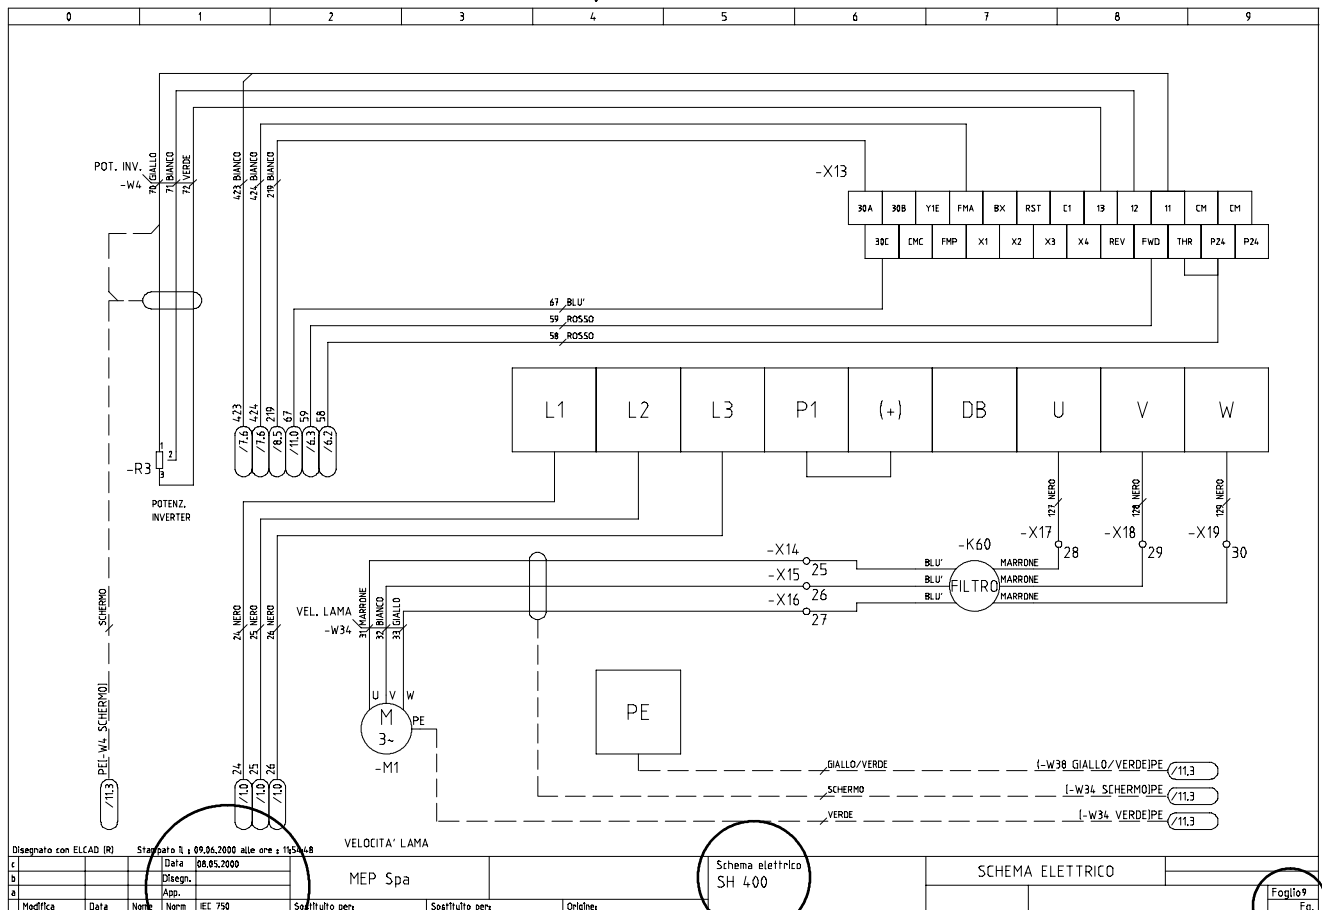 0 1 2 3 4 5 6 7 8 9
POT. INV.
-W4
70 GIALLO
71 BIANCO
72 VERDE
423 BIANCO
424 BIANCO
219 BIANCO
-X13
30A 30B Y1E FMA BX RST C1 13 12 11 CM CM
30C CMC FMP X1 X2 X3 X4 REV FWD THR P24 P24
67 BLU'
59 ROSSO
58 ROSSO
L1 L2 L3 P1 (+) DB U V W
423 424 219 67 59 58
/7.6 /7.6 /8.5 /11.0 /6.3 /6.2
-R3
1
2
3
POTENZ.
INVERTER
127 NERO
128 NERO
129 NERO
-X17 28
-X18 29
-X19 30
-X14 25
-X15 26
-X16 27
-K60
FILTRO
BLU' MARRONE
BLU' MARRONE
BLU' MARRONE
SCHERMO
24 NERO
25 NERO
26 NERO
VEL. LAMA
-W34
31 MARRONE
32 BIANCO
33 GIALLO
U V W
M
3~
PE
-M1
PE
PE(-W4 SCHERMO)
/11.3
24 25 26
/1.0 /1.0 /1.0
GIALLO/VERDE (-W38 GIALLO/VERDE)PE /11.3
SCHERMO (-W34 SCHERMO)PE /11.3
VERDE (-W34 VERDE)PE /11.3
VELOCITA' LAMA
Disegnato con ELCAD (R) Stampato il : 09.06.2000 alle ore : 11:54:48
c Data 08.05.2000
b Disegn.
a App.
Modifica Data Nome Norm IEC 750
MEP Spa
Sostituito per: Sostituito per: Origine:
Schema elettrico
SH 400
SCHEMA ELETTRICO
Foglio9
Fg.